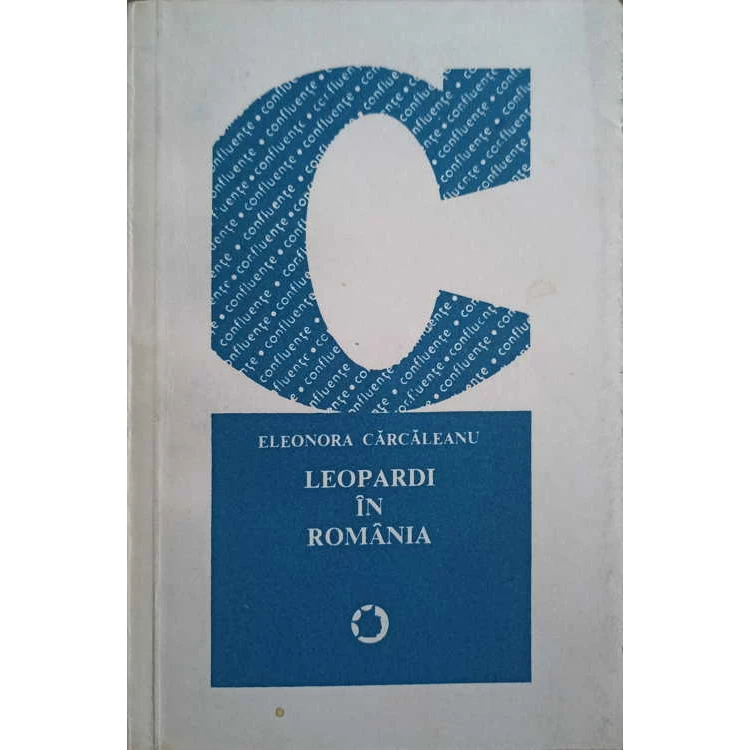 confluențe • confluențe • confluențe
ELEONORA CĂRCĂLEANU
LEOPARDI
ÎN
ROMÂNIA